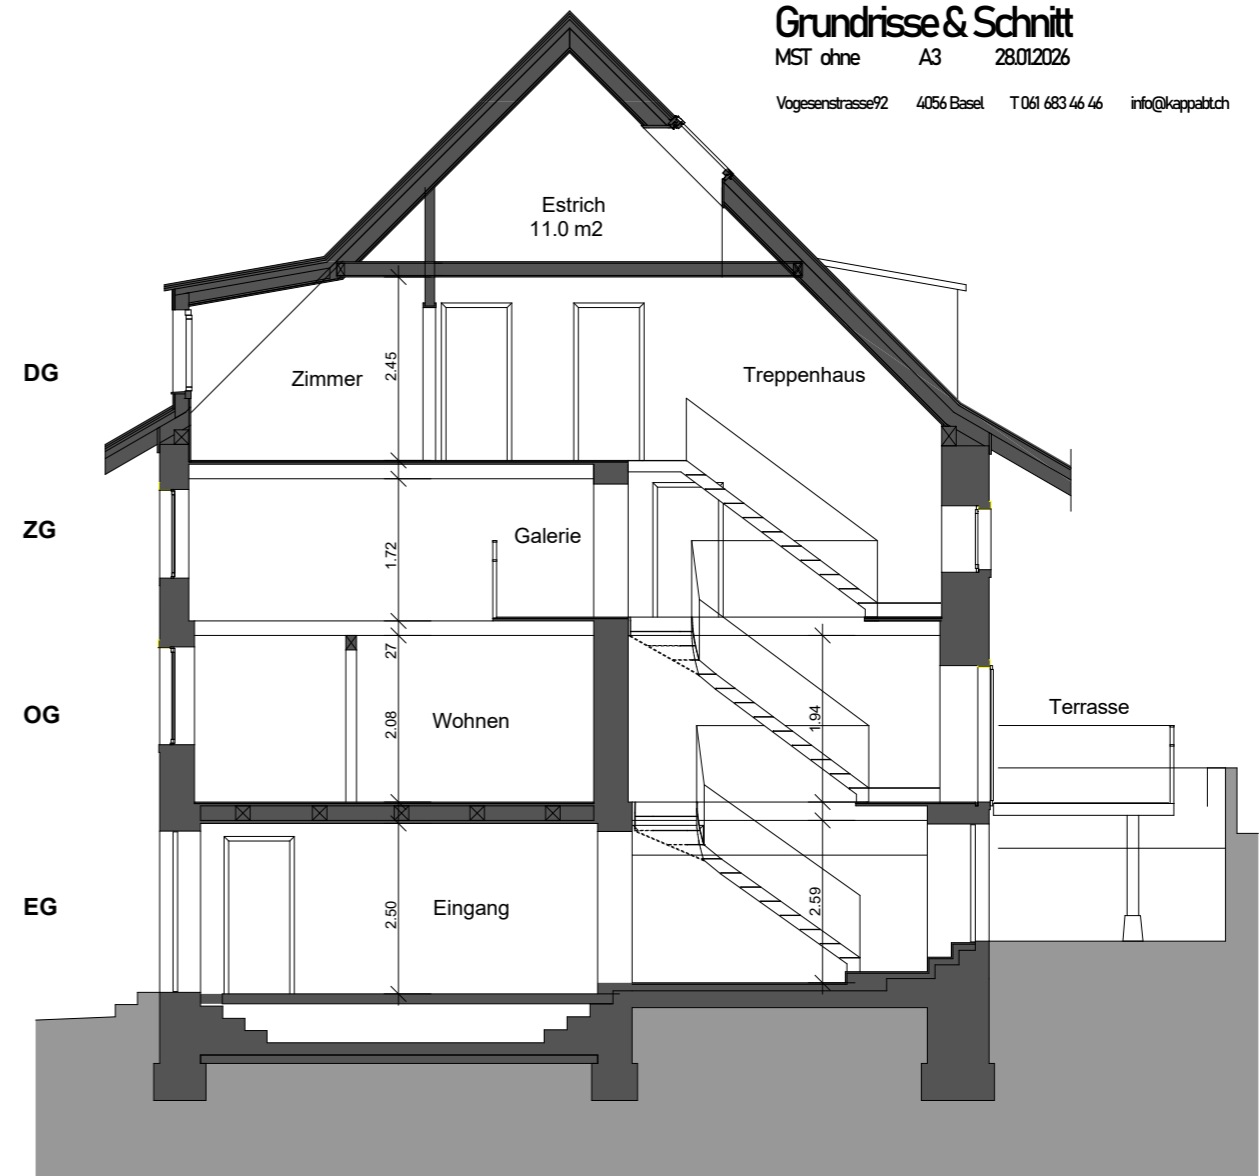 Grundrisse & Schnitt
MST ohne A3 28.01.2026
Vogesenstrasse92 4056 Basel T 061 683 46 46 info@kappabt.ch
Estrich
11.0 m2
DG
Zimmer
2.45
Treppenhaus
ZG
Galerie
1.72
27
OG
2.08
Wohnen
1.94
Terrasse
EG
2.50
Eingang
2.59